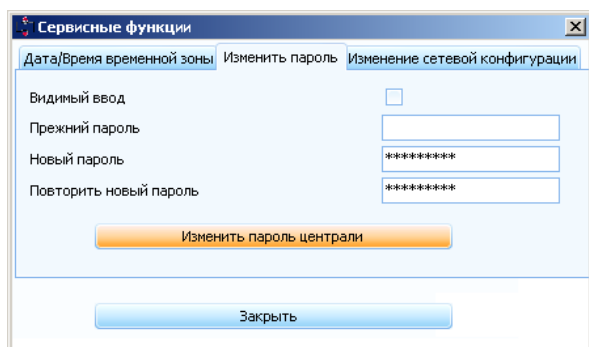 Сервисные функции
Дата/Время временной зоны Изменить пароль Изменение сетевой конфигурации
Видимый ввод
Прежний пароль
Новый пароль *********
Повторить новый пароль *********
Изменить пароль централи
Закрыть